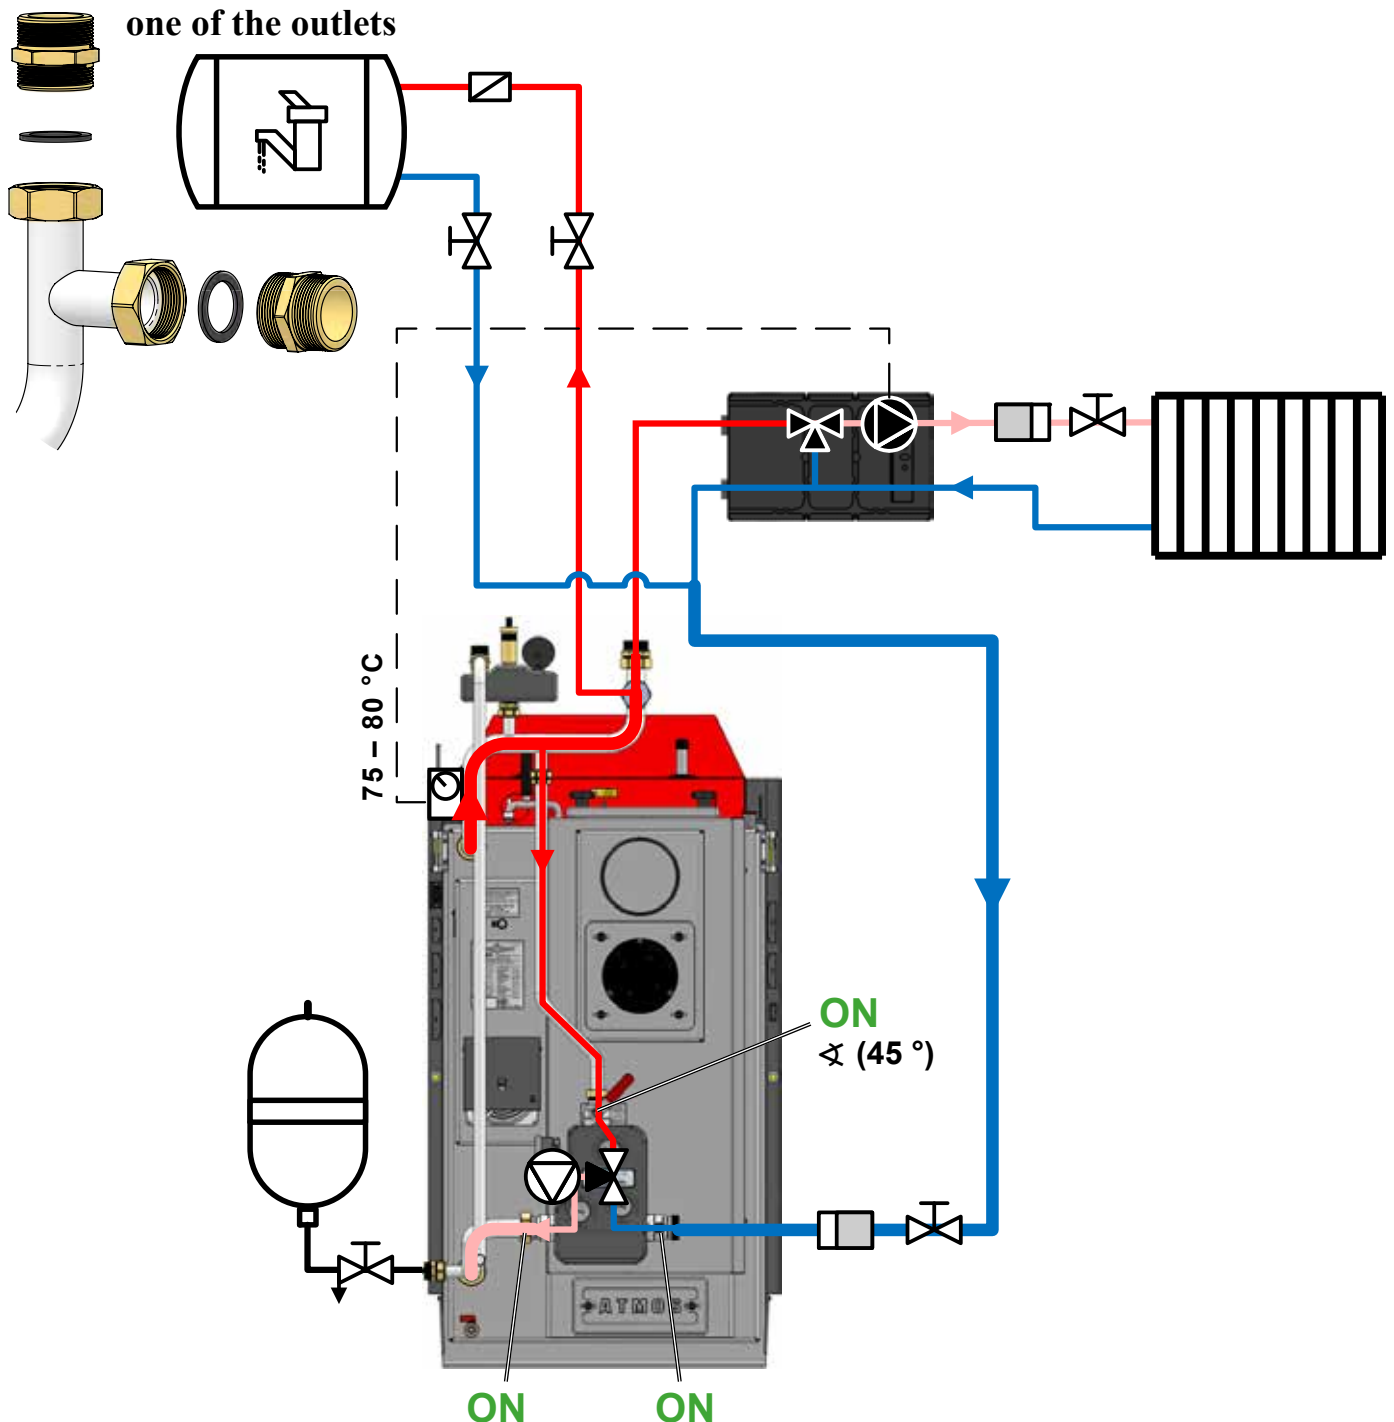 one of the outlets
75 – 80 °C
ON
∢ (45 °)
ATMOS
ON
ON